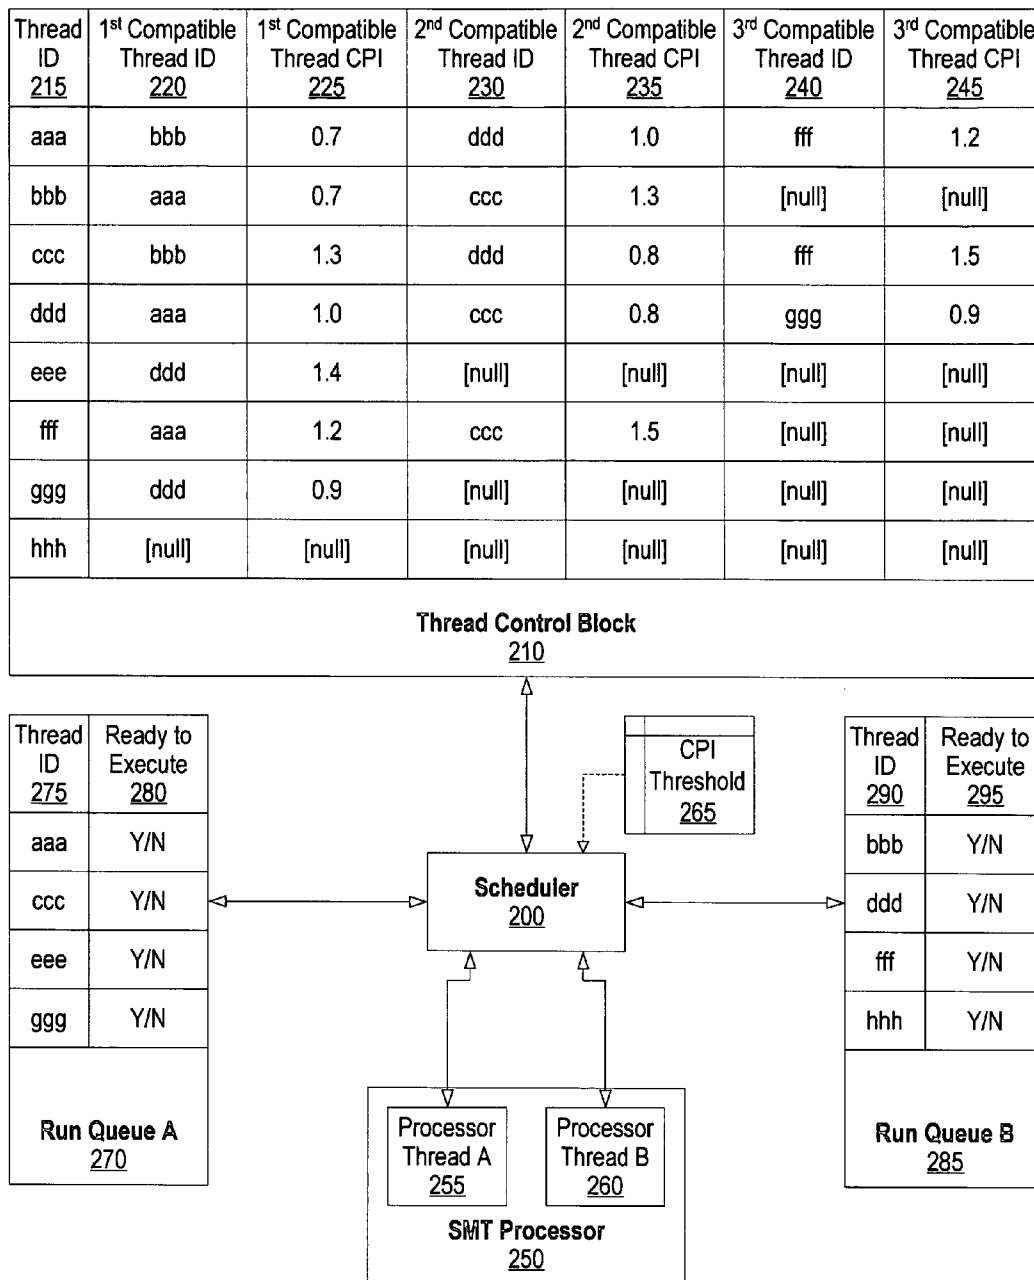 Thread ID 215 | 1st Compatible Thread ID 220 | 1st Compatible Thread CPI 225 | 2nd Compatible Thread ID 230 | 2nd Compatible Thread CPI 235 | 3rd Compatible Thread ID 240 | 3rd Compatible Thread CPI 245
aaa | bbb | 0.7 | ddd | 1.0 | fff | 1.2
bbb | aaa | 0.7 | ccc | 1.3 | [null] | [null]
ccc | bbb | 1.3 | ddd | 0.8 | fff | 1.5
ddd | aaa | 1.0 | ccc | 0.8 | ggg | 0.9
eee | ddd | 1.4 | [null] | [null] | [null] | [null]
fff | aaa | 1.2 | ccc | 1.5 | [null] | [null]
ggg | ddd | 0.9 | [null] | [null] | [null] | [null]
hhh | [null] | [null] | [null] | [null] | [null] | [null]
Thread Control Block
210
Thread ID 275 | Ready to Execute 280
aaa | Y/N
ccc | Y/N
eee | Y/N
ggg | Y/N
Run Queue A
270
CPI
Threshold
265
Scheduler
200
Thread ID 290 | Ready to Execute 295
bbb | Y/N
ddd | Y/N
fff | Y/N
hhh | Y/N
Run Queue B
285
Processor
Thread A
255
Processor
Thread B
260
SMT Processor
250